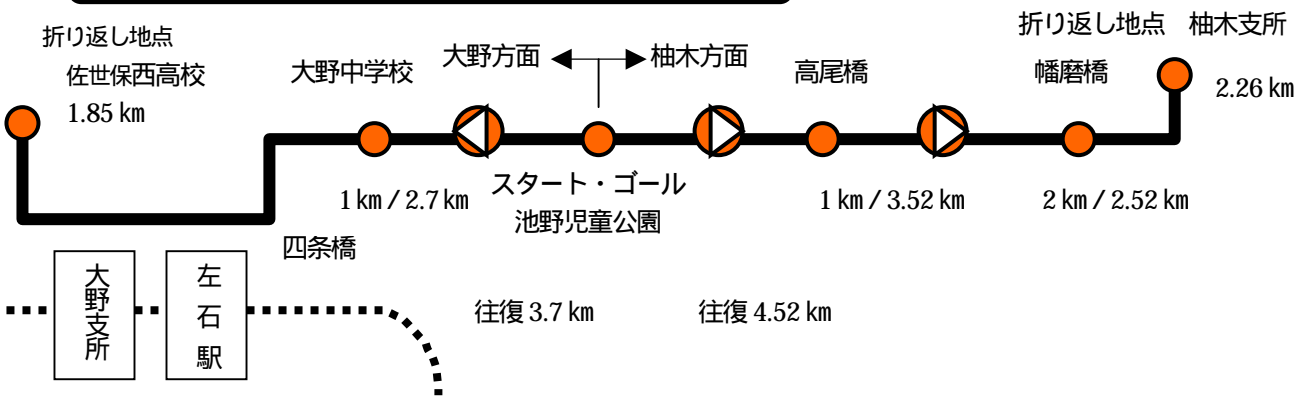 折り返し地点
佐世保西高校
1.85 km
大野中学校
1 km / 2.7 km
大野方面
柚木方面
スタート・ゴール
池野児童公園
高尾橋
1 km / 3.52 km
幡磨橋
2 km / 2.52 km
折り返し地点 柚木支所
2.26 km
四条橋
大野支所
左石駅
往復 3.7 km
往復 4.52 km